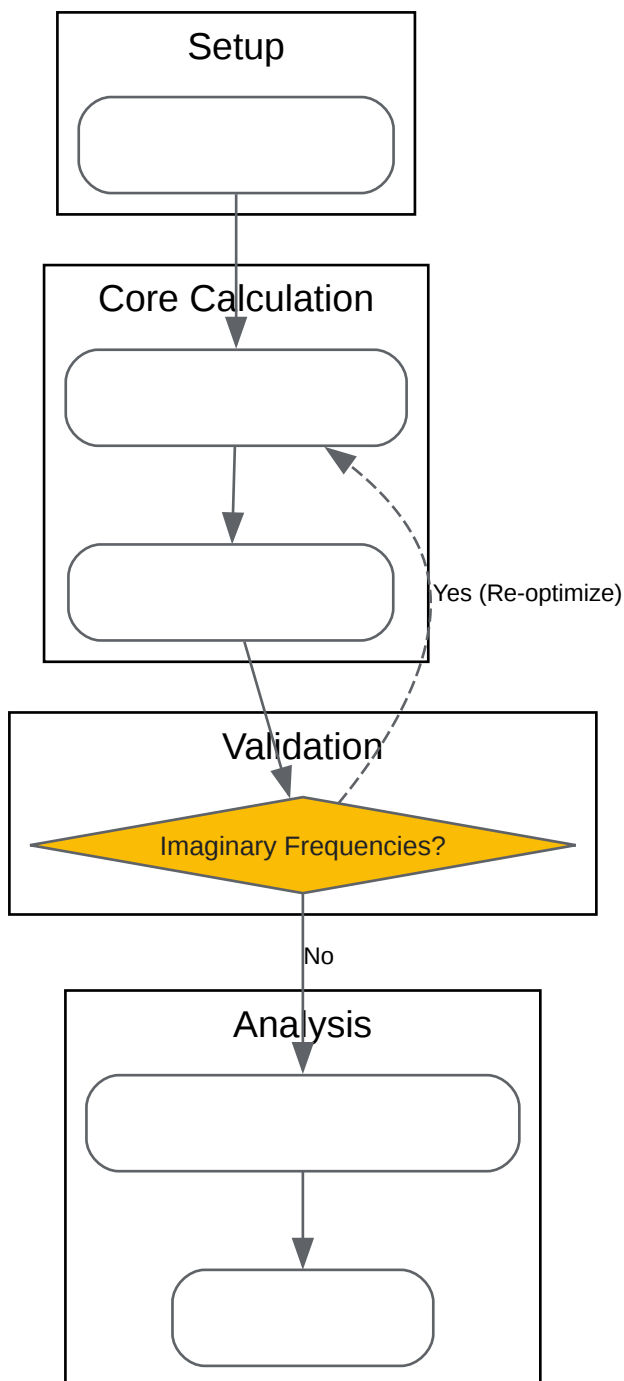 Setup
Core Calculation
Yes (Re-optimize)
Validation
Imaginary Frequencies?
No
Analysis